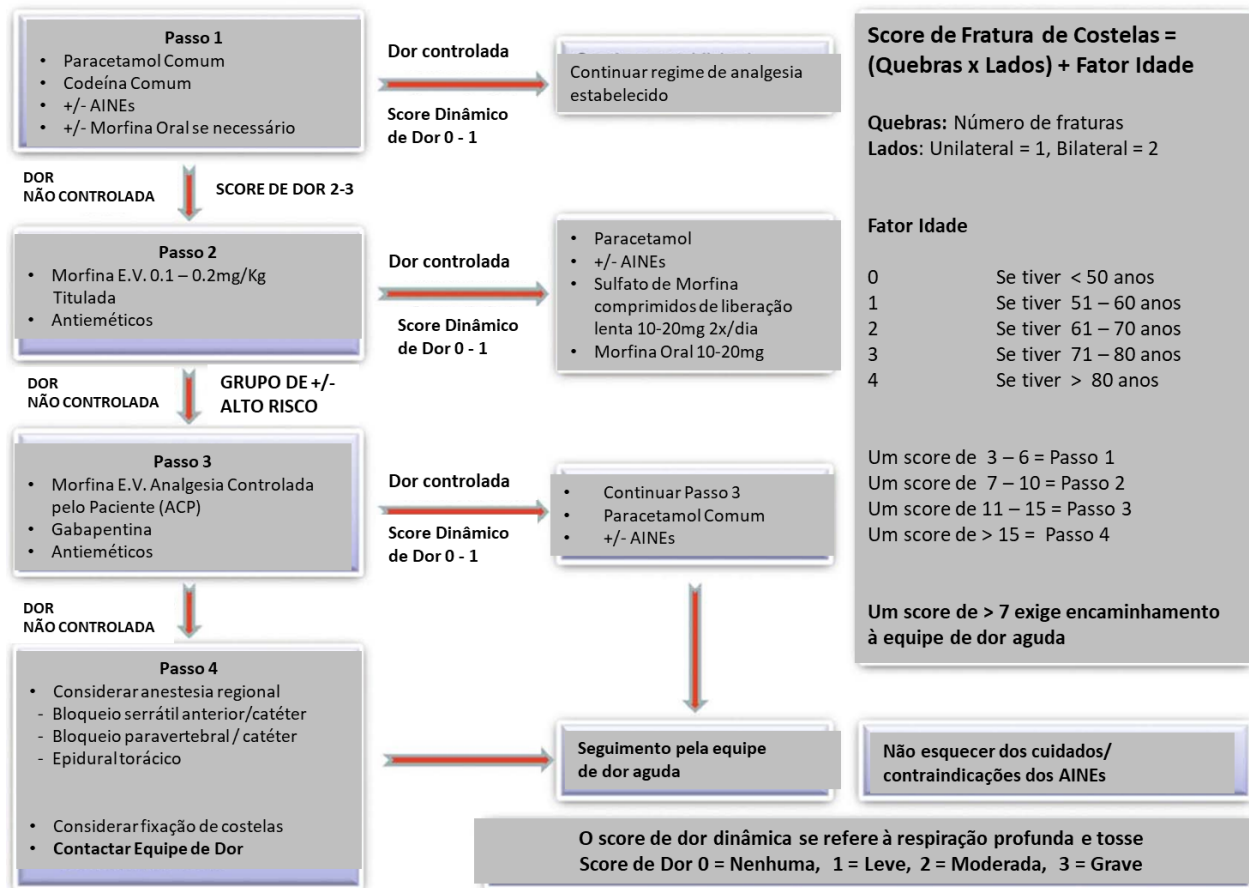 Passo 1
• Paracetamol Comum
• Codeína Comum
• +/- AINEs
• +/- Morfina Oral se necessário
Dor controlada
Score Dinâmico
de Dor 0 - 1
Continuar regime de analgesia
estabelecido
DOR
NÃO CONTROLADA
SCORE DE DOR 2-3
Passo 2
• Morfina E.V. 0.1 – 0.2mg/Kg
Titulada
• Antieméticos
Dor controlada
Score Dinâmico
de Dor 0 - 1
• Paracetamol
• +/- AINEs
• Sulfato de Morfina
comprimidos de liberação
lenta 10-20mg 2x/dia
• Morfina Oral 10-20mg
DOR
NÃO CONTROLADA
GRUPO DE +/-
ALTO RISCO
Passo 3
• Morfina E.V. Analgesia Controlada
pelo Paciente (ACP)
• Gabapentina
• Antieméticos
Dor controlada
Score Dinâmico
de Dor 0 - 1
• Continuar Passo 3
• Paracetamol Comum
• +/- AINEs
DOR
NÃO CONTROLADA
Passo 4
• Considerar anestesia regional
- Bloqueio serrátil anterior/catéter
- Bloqueio paravertebral / catéter
- Epidural torácico
• Considerar fixação de costelas
• Contactar Equipe de Dor
Seguimento pela equipe
de dor aguda
Score de Fratura de Costelas =
(Quebras x Lados) + Fator Idade
Quebras: Número de fraturas
Lados: Unilateral = 1, Bilateral = 2
Fator Idade
0 Se tiver < 50 anos
1 Se tiver 51 – 60 anos
2 Se tiver 61 – 70 anos
3 Se tiver 71 – 80 anos
4 Se tiver > 80 anos
Um score de 3 – 6 = Passo 1
Um score de 7 – 10 = Passo 2
Um score de 11 – 15 = Passo 3
Um score de > 15 = Passo 4
Um score de > 7 exige encaminhamento
à equipe de dor aguda
Não esquecer dos cuidados/
contraindicações dos AINEs
O score de dor dinâmica se refere à respiração profunda e tosse
Score de Dor 0 = Nenhuma, 1 = Leve, 2 = Moderada, 3 = Grave